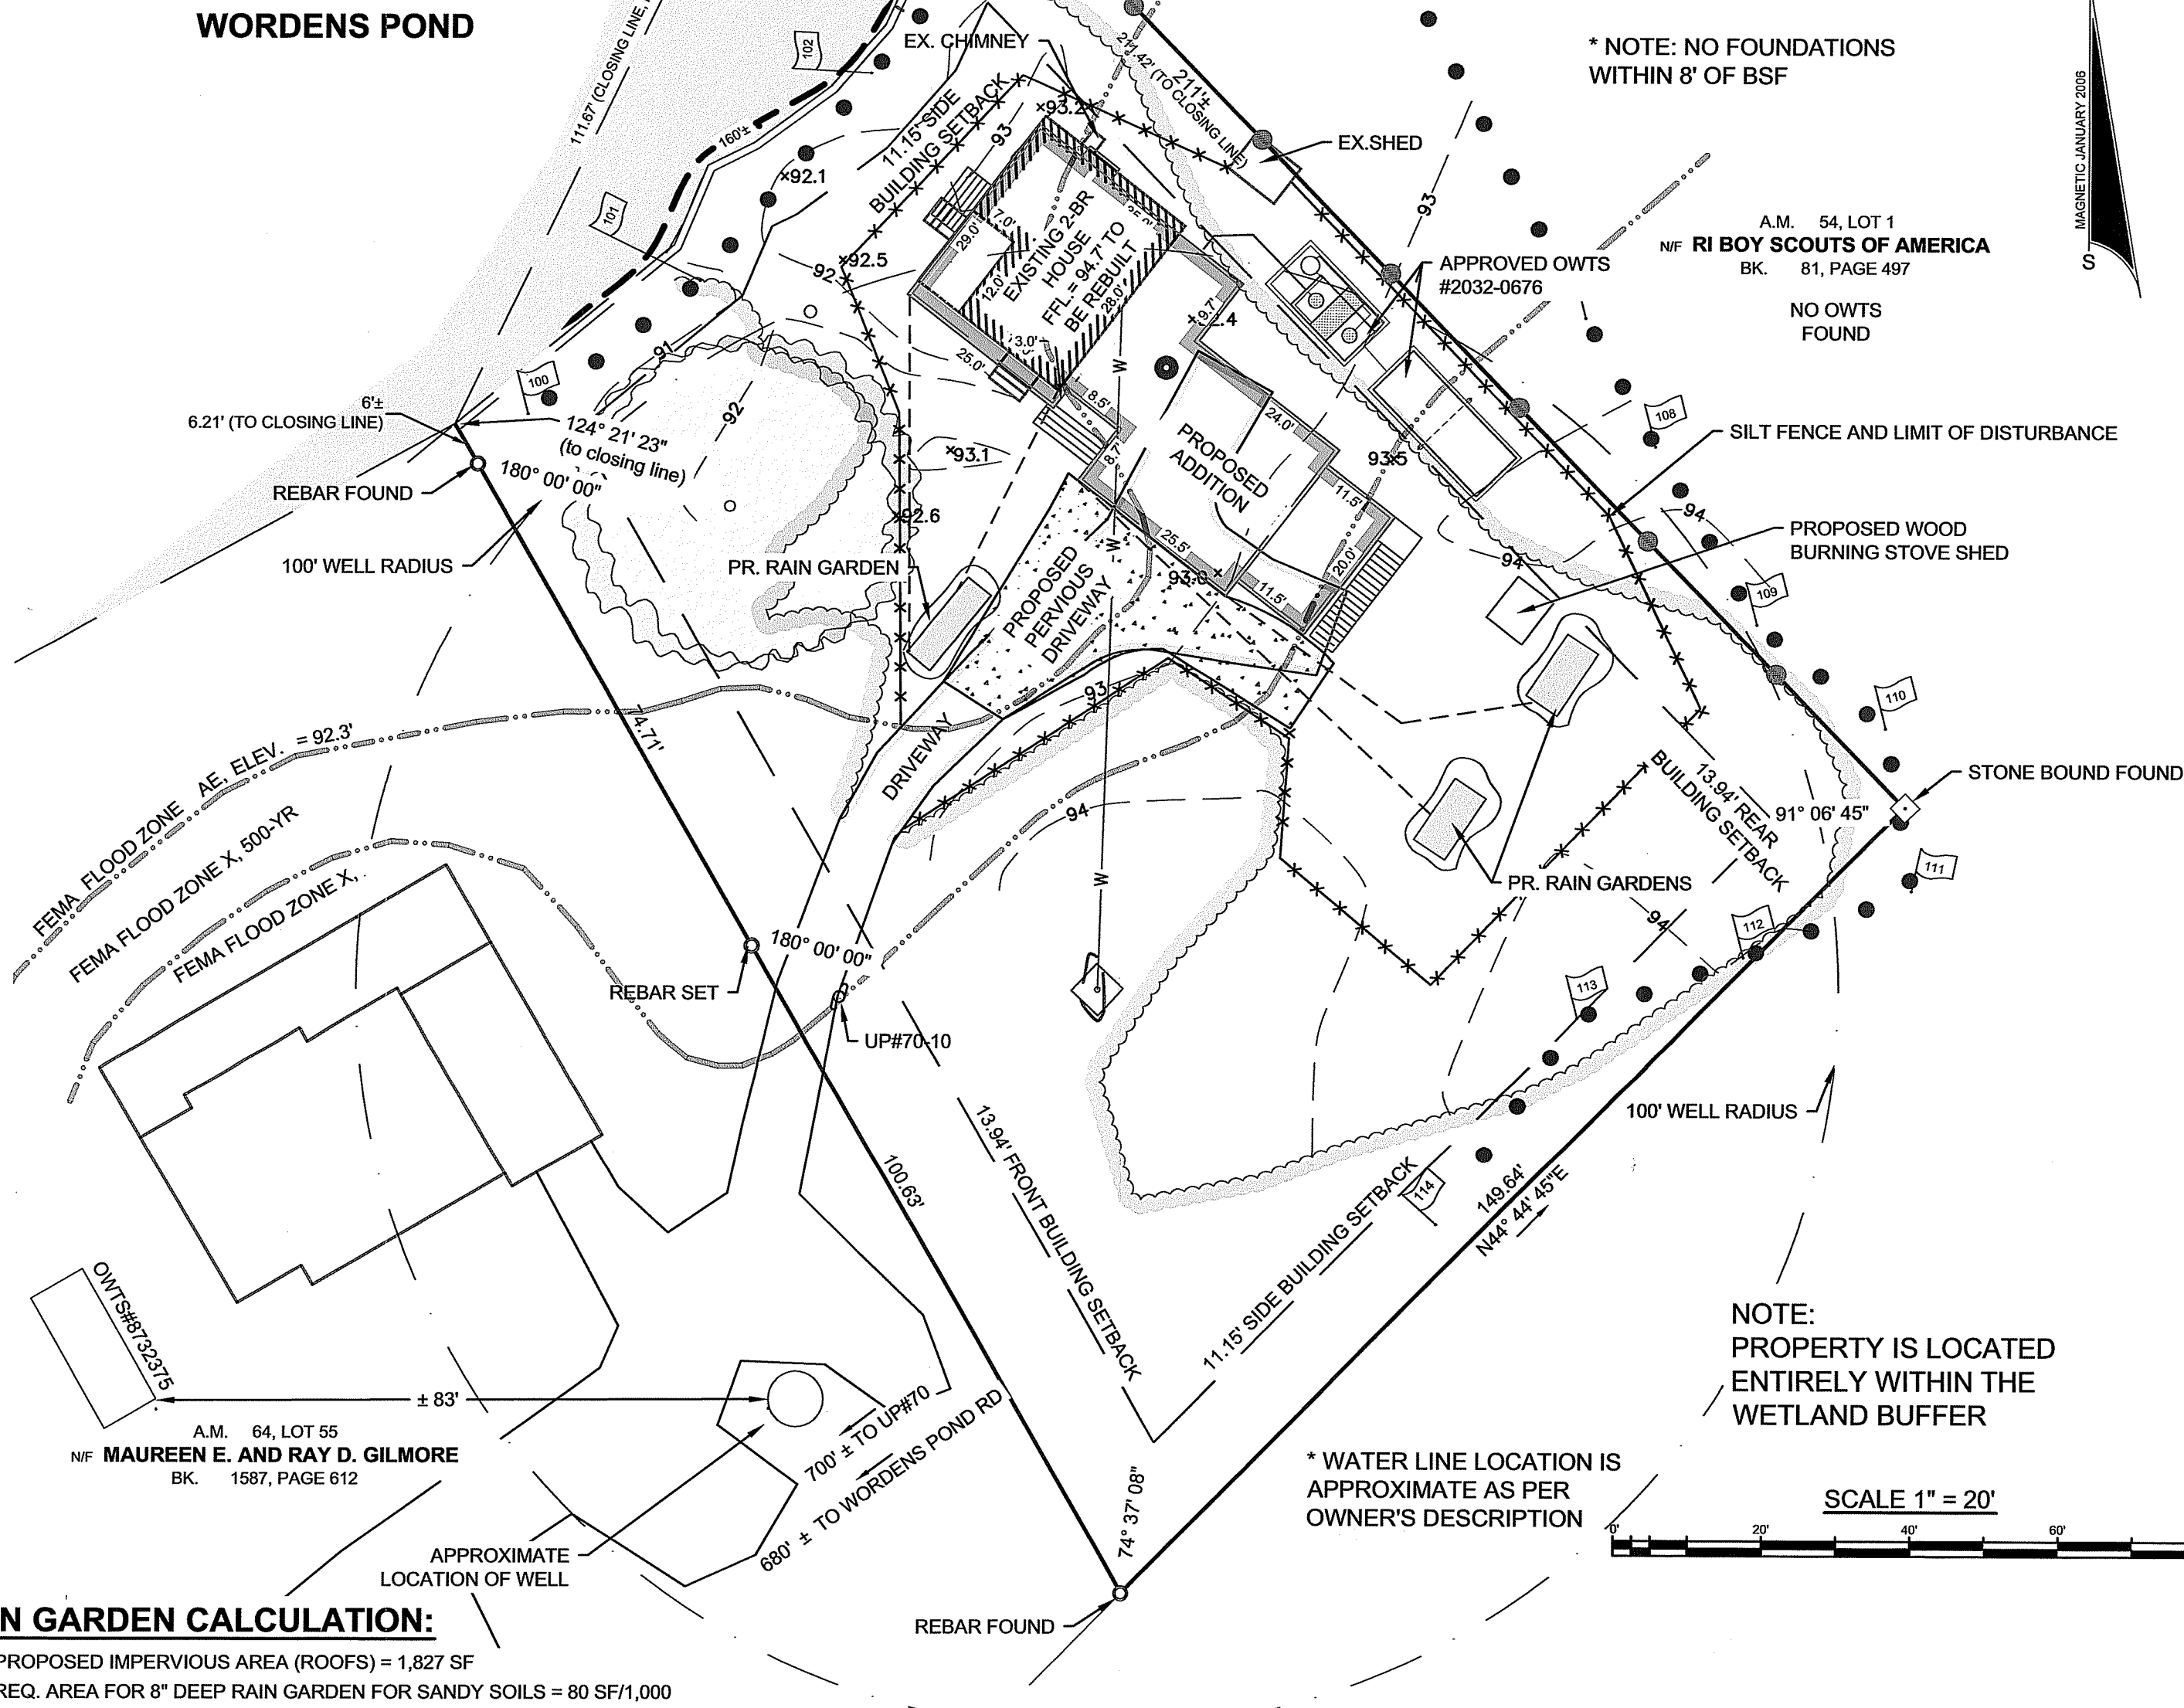 WORDENS POND
111.67' (CLOSING LINE,
102
EX. CHIMNEY
211.42' (TO CLOSING LINE)
211'±
* NOTE: NO FOUNDATIONS
WITHIN 8' OF BSF
MAGNETIC JANUARY 2006
S
160'±
11.15' SIDE
BUILDING SETBACK
×93.2
93
EX.SHED
×92.1
101
93
A.M. 54, LOT 1
N/F RI BOY SCOUTS OF AMERICA
BK. 81, PAGE 497
NO OWTS
FOUND
×92.5
92
29.0'
7.0'
25.0'
12.0'
EXISTING 2-BR
HOUSE
FFL. = 94.7' TO
BE REBUILT
28.0'
3.0'
25.0'
APPROVED OWTS
#2032-0676
9.7'
W
91
100
92
6'±
6.21' (TO CLOSING LINE)
124° 21' 23"
(to closing line)
180° 00' 00"
REBAR FOUND
8.5'
8.7'
24.0'
PROPOSED
ADDITION
93.5
108
SILT FENCE AND LIMIT OF DISTURBANCE
×93.1
11.5'
94
92.6
PROPOSED WOOD
BURNING STOVE SHED
100' WELL RADIUS
PR. RAIN GARDEN
W
25.5'
93.0
20.0'
11.5'
94
109
PROPOSED
PERVIOUS
DRIVEWAY
93
110
74.71'
DRIVEWAY
FEMA FLOOD ZONE AE, ELEV. = 92.3'
FEMA FLOOD ZONE X, 500-YR
FEMA FLOOD ZONE X,
94
13.94' REAR
BUILDING SETBACK
STONE BOUND FOUND
91° 06' 45"
111
W
PR. RAIN GARDENS
94
112
180° 00' 00"
REBAR SET
113
UP#70-10
100' WELL RADIUS
13.94' FRONT BUILDING SETBACK
100.63'
114
11.15' SIDE BUILDING SETBACK
149.64'
N44° 44' 45"E
OWTS#8732375
± 83'
A.M. 64, LOT 55
N/F MAUREEN E. AND RAY D. GILMORE
BK. 1587, PAGE 612
700' ± TO UP#70
680' ± TO WORDENS POND RD
NOTE:
PROPERTY IS LOCATED
ENTIRELY WITHIN THE
WETLAND BUFFER
* WATER LINE LOCATION IS
APPROXIMATE AS PER
OWNER'S DESCRIPTION
SCALE 1" = 20'
0' 20' 40' 60'
74° 37' 08"
APPROXIMATE
LOCATION OF WELL
REBAR FOUND
N GARDEN CALCULATION:
PROPOSED IMPERVIOUS AREA (ROOFS) = 1,827 SF
REQ. AREA FOR 8" DEEP RAIN GARDEN FOR SANDY SOILS = 80 SF/1,000